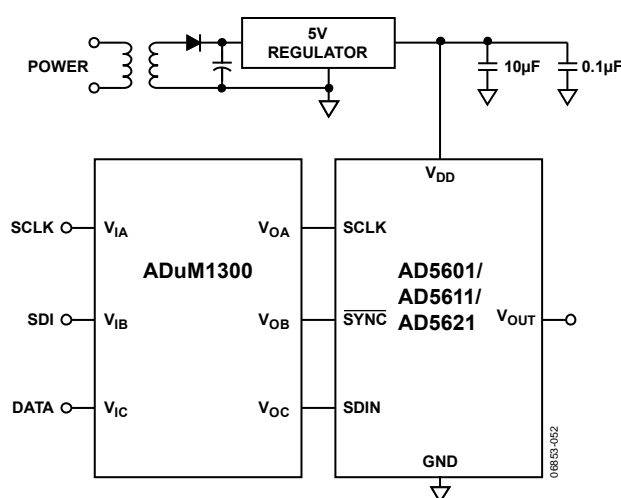 POWER
5V
REGULATOR
10µF
0.1µF
VDD
SCLK
VIA
VOA
SCLK
ADuM1300
AD5601/
AD5611/
AD5621
SDI
VIB
VOB
SYNC
VOUT
DATA
VIC
VOC
SDIN
GND
06853-052